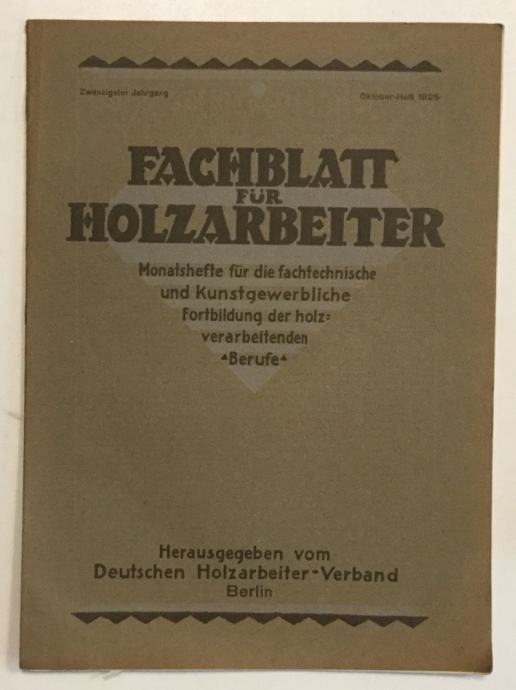 Zwanzigster Jahrgang
Oktober-Heft 1925
FACHBLATT
FÜR
HOLZARBEITER
Monatshefte für die fachtechnische
und Kunstgewerbliche
Fortbildung der holz=
verarbeitenden
Berufe
Herausgegeben vom
Deutschen Holzarbeiter-Verband
Berlin